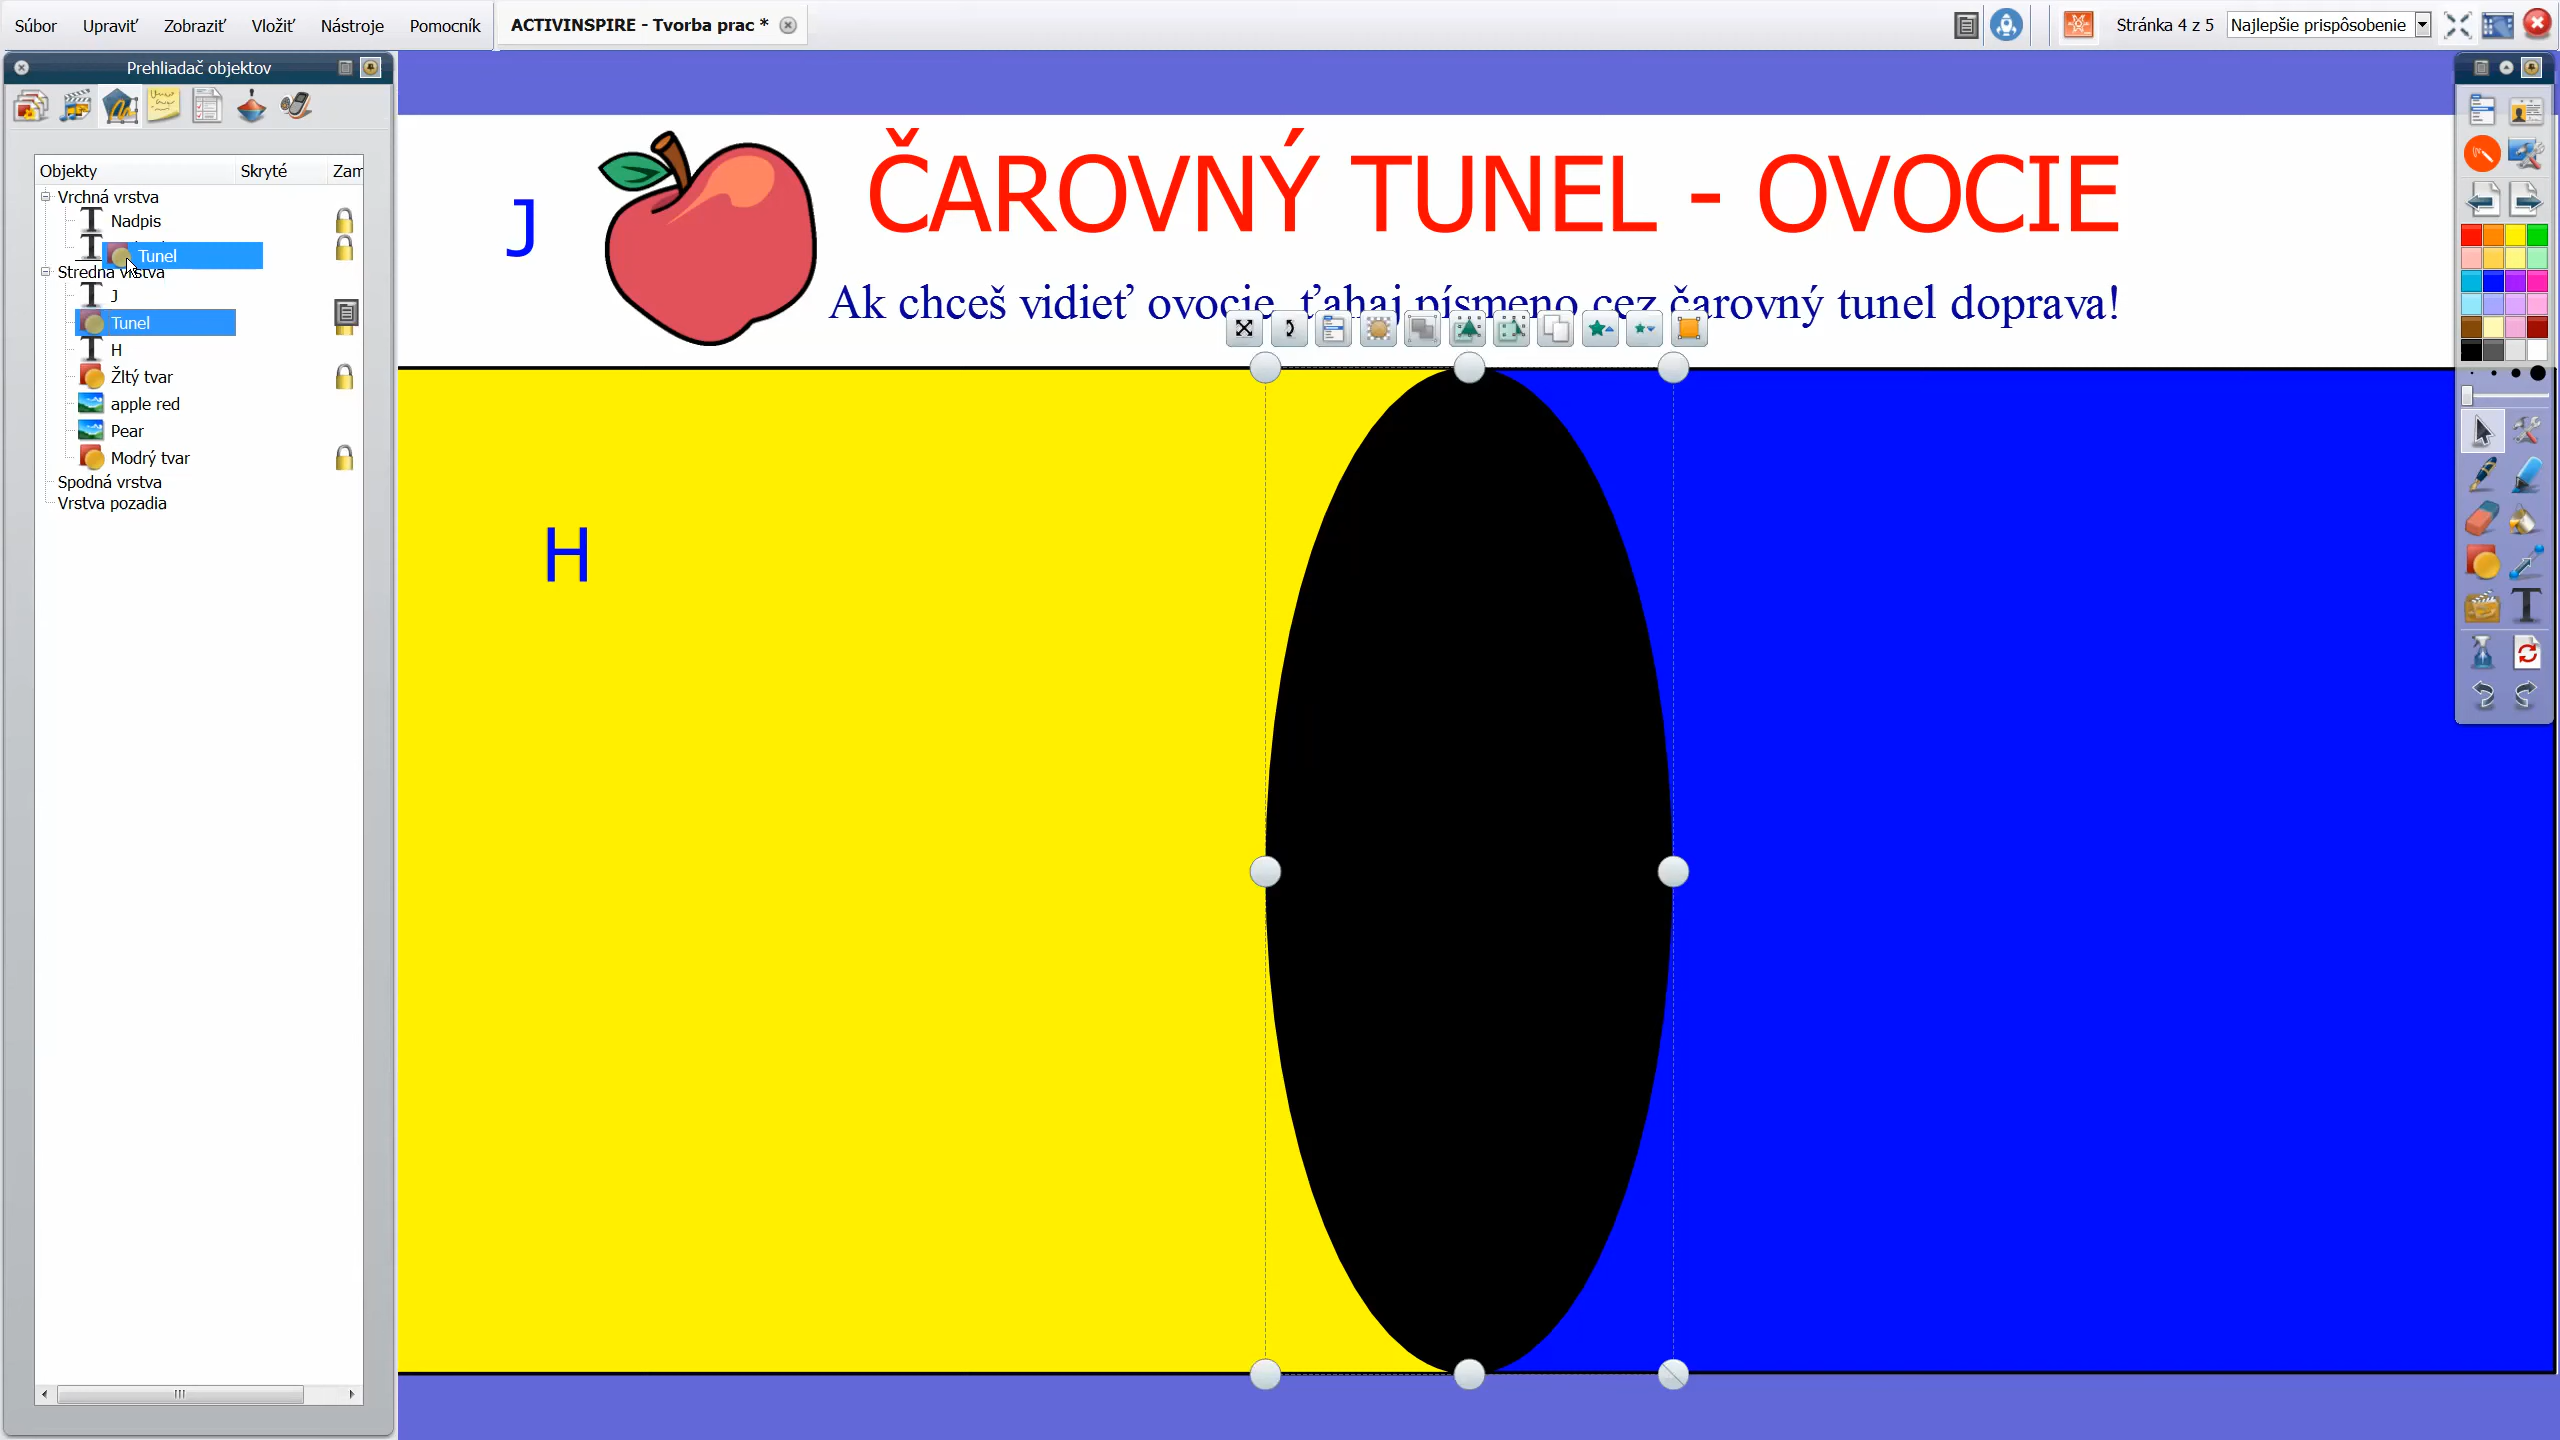 Súbor Upraviť Zobraziť Vložiť Nástroje Pomocník ACTIVINSPIRE - Tvorba prac * Stránka 4 z 5 Najlepšie prispôsobenie
Prehliadač objektov
Objekty Skryté Zam
Vrchná vrstva
Nadpis
Tunel
Stredná vrstva
J
Tunel
H
Žltý tvar
apple red
Pear
Modrý tvar
Spodná vrstva
Vrstva pozadia
ČAROVNÝ TUNEL - OVOCIE
J
Ak chceš vidieť ovocie, ťahaj písmeno cez čarovný tunel doprava!
H